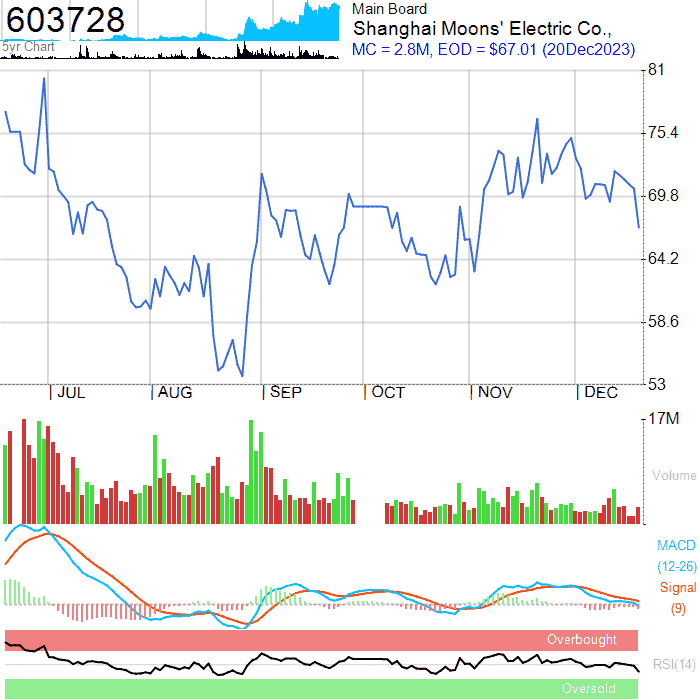 603728
5yr Chart
Main Board
Shanghai Moons' Electric Co.,
MC = 2.8M, EOD = $67.01 (20Dec2023)
81
75.4
69.8
64.2
58.6
53
JUL AUG SEP OCT NOV DEC
17M
Volume
MACD
(12-26)
Signal
(9)
Overbought
RSI(14)
Oversold